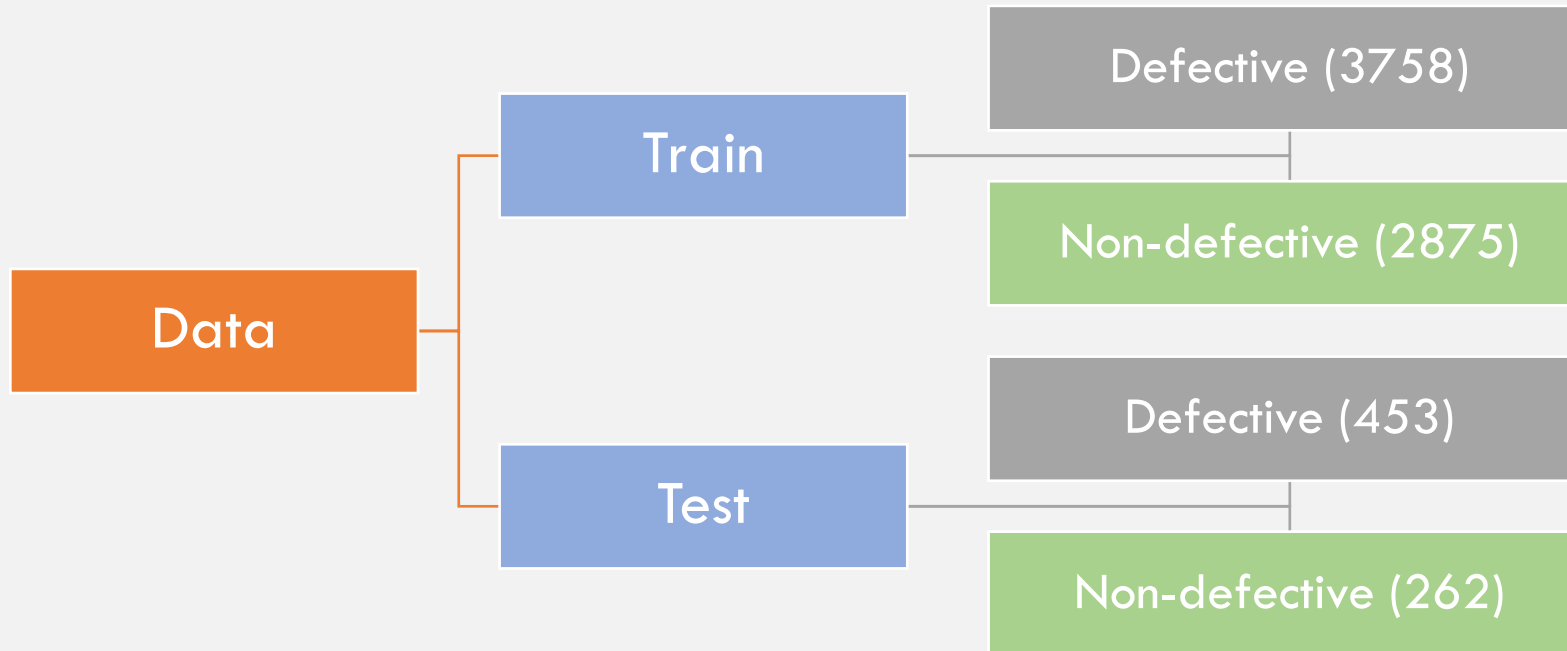 Data
Train
Defective (3758)
Non-defective (2875)
Test
Defective (453)
Non-defective (262)